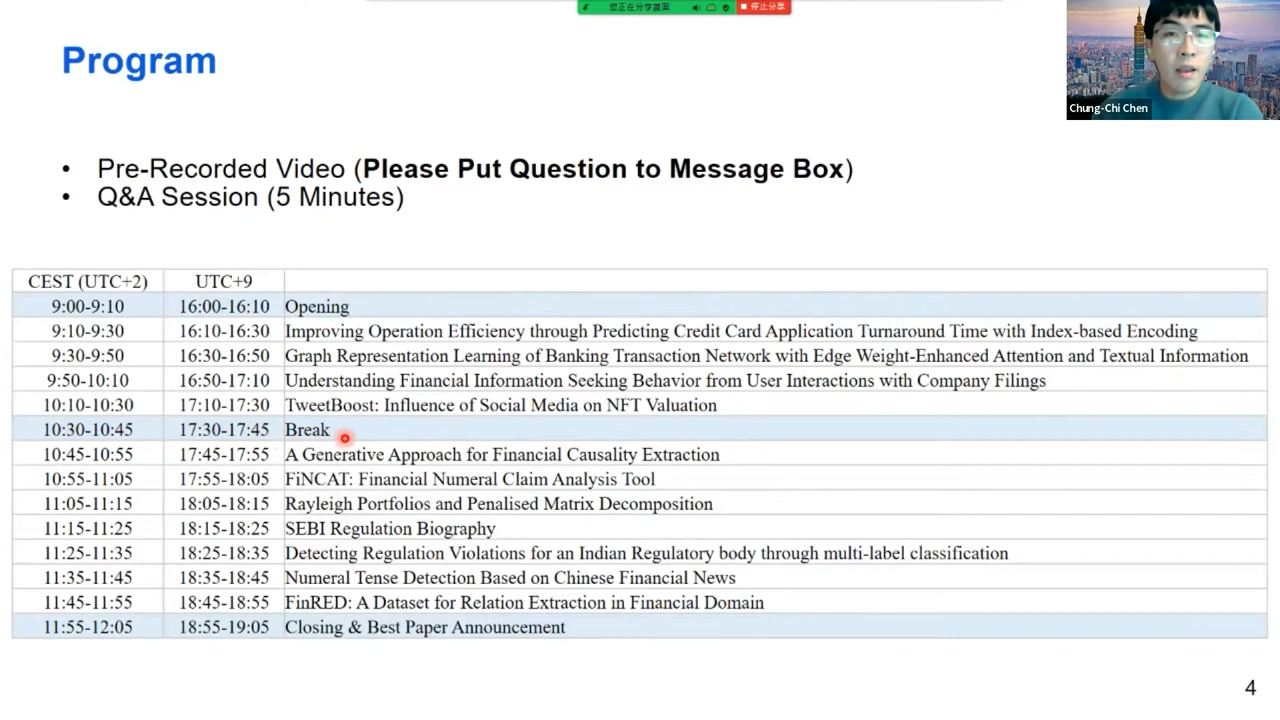 您正在分享画面 停止分享
Program
Chung-Chi Chen
• Pre-Recorded Video (Please Put Question to Message Box)
• Q&A Session (5 Minutes)
CEST (UTC+2) UTC+9
9:00-9:10 16:00-16:10 Opening
9:10-9:30 16:10-16:30 Improving Operation Efficiency through Predicting Credit Card Application Turnaround Time with Index-based Encoding
9:30-9:50 16:30-16:50 Graph Representation Learning of Banking Transaction Network with Edge Weight-Enhanced Attention and Textual Information
9:50-10:10 16:50-17:10 Understanding Financial Information Seeking Behavior from User Interactions with Company Filings
10:10-10:30 17:10-17:30 TweetBoost: Influence of Social Media on NFT Valuation
10:30-10:45 17:30-17:45 Break
10:45-10:55 17:45-17:55 A Generative Approach for Financial Causality Extraction
10:55-11:05 17:55-18:05 FiNCAT: Financial Numeral Claim Analysis Tool
11:05-11:15 18:05-18:15 Rayleigh Portfolios and Penalised Matrix Decomposition
11:15-11:25 18:15-18:25 SEBI Regulation Biography
11:25-11:35 18:25-18:35 Detecting Regulation Violations for an Indian Regulatory body through multi-label classification
11:35-11:45 18:35-18:45 Numeral Tense Detection Based on Chinese Financial News
11:45-11:55 18:45-18:55 FinRED: A Dataset for Relation Extraction in Financial Domain
11:55-12:05 18:55-19:05 Closing & Best Paper Announcement
4